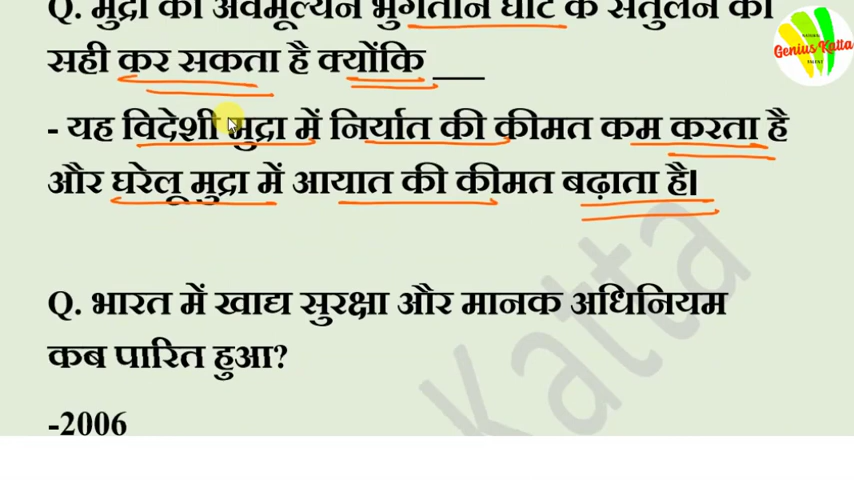 Q. मुद्रा का अवमूल्यन भुगतान घाटे के संतुलन को
सही कर सकता है क्योंकि ___
- यह विदेशी मुद्रा में निर्यात की कीमत कम करता है
और घरेलू मुद्रा में आयात की कीमत बढ़ाता है।
Q. भारत में खाद्य सुरक्षा और मानक अधिनियम
कब पारित हुआ?
-2006
Genius Katta
Katta